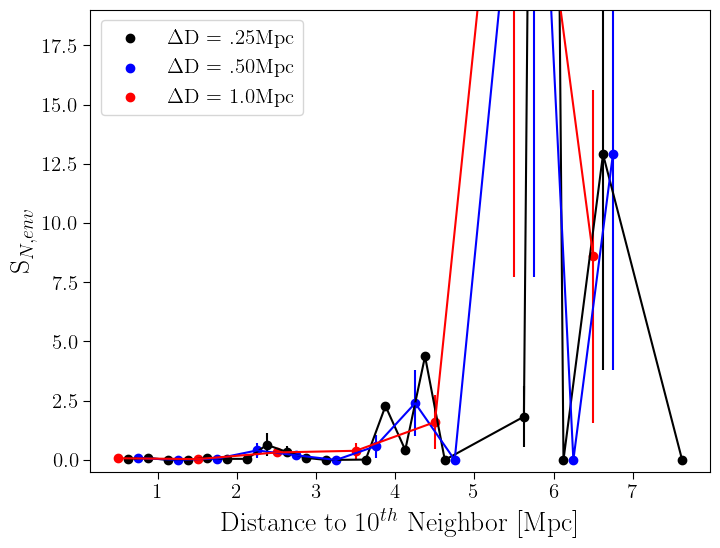 ΔD = .25Mpc
ΔD = .50Mpc
ΔD = 1.0Mpc
17.5
15.0
12.5
10.0
7.5
5.0
2.5
0.0
S_{N,env}
1 2 3 4 5 6 7
Distance to 10^{th} Neighbor [Mpc]